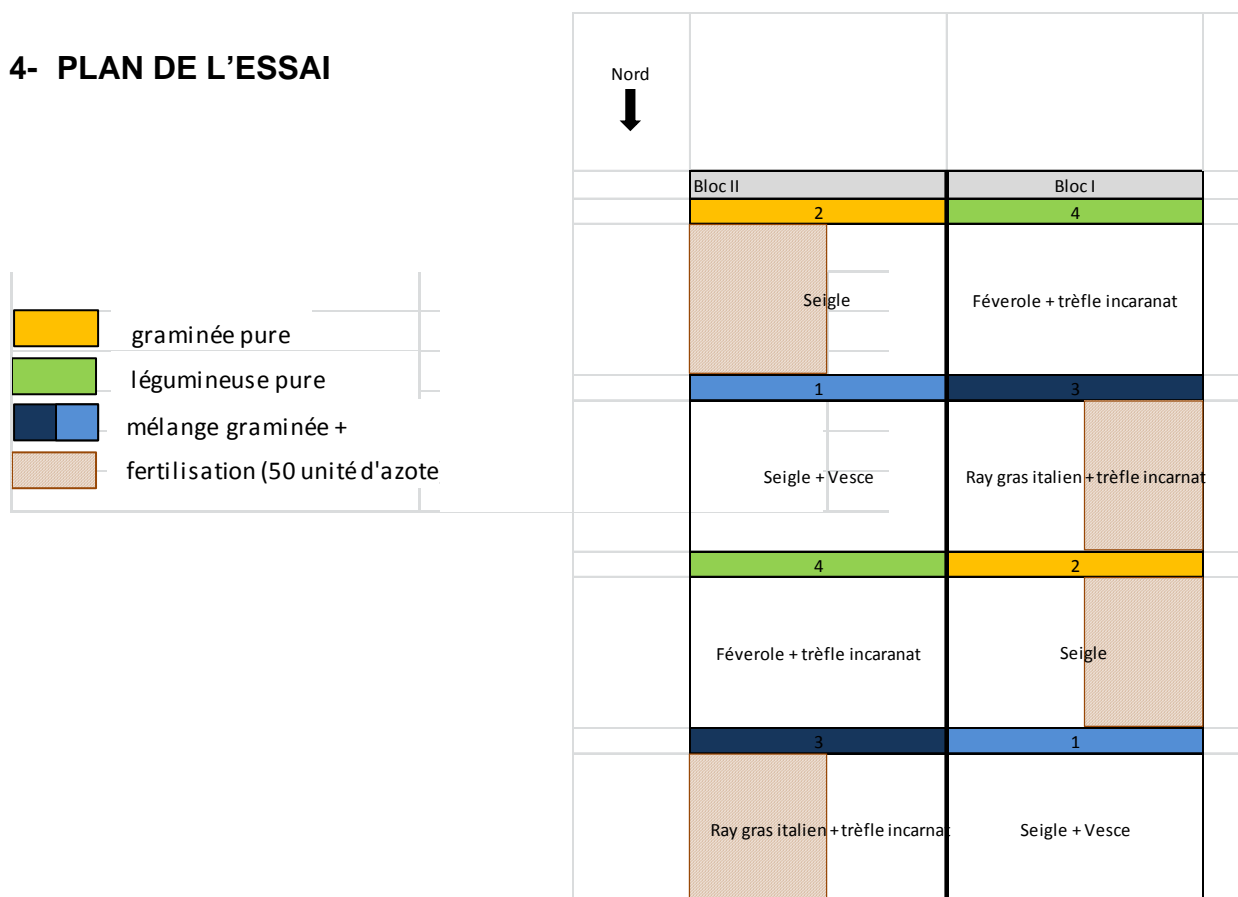 4- PLAN DE L'ESSAI
Nord
Bloc II
Bloc I
2
4
Seigle
Féverole + trèfle incaranat
1
3
Seigle + Vesce
Ray gras italien + trèfle incarnat
4
2
Féverole + trèfle incaranat
Seigle
3
1
Ray gras italien + trèfle incarna
Seigle + Vesce
graminée pure
légumineuse pure
mélange graminée +
fertilisation (50 unité d'azote